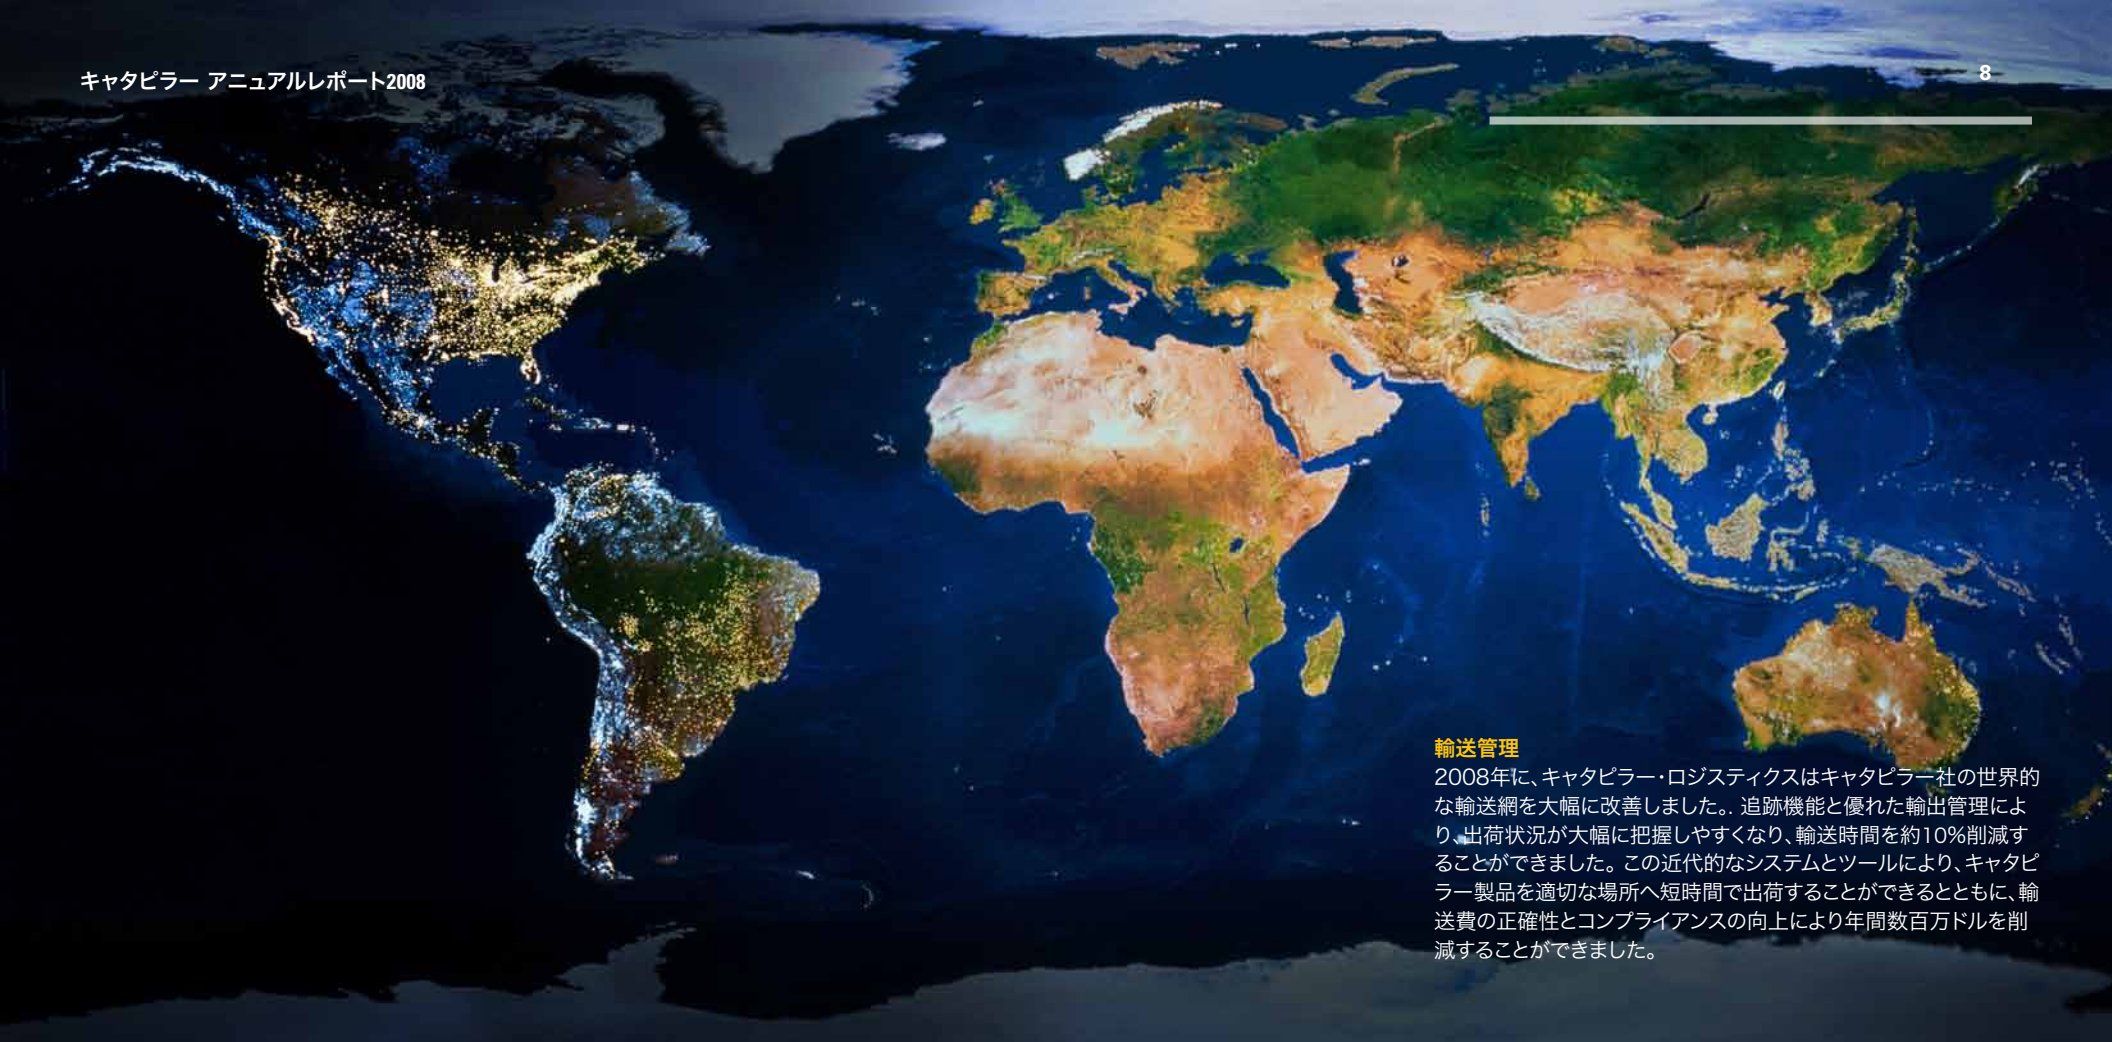 キャタピラー アニュアルレポート2008
8
輸送管理
2008年に、キャタピラー・ロジスティクスはキャタピラー社の世界的
な輸送網を大幅に改善しました。. 追跡機能と優れた輸出管理によ
り、出荷状況が大幅に把握しやすくなり、輸送時間を約10%削減す
ることができました。この近代的なシステムとツールにより、キャタピ
ラー製品を適切な場所へ短時間で出荷することができるとともに、輸
送費の正確性とコンプライアンスの向上により年間数百万ドルを削
減することができました。